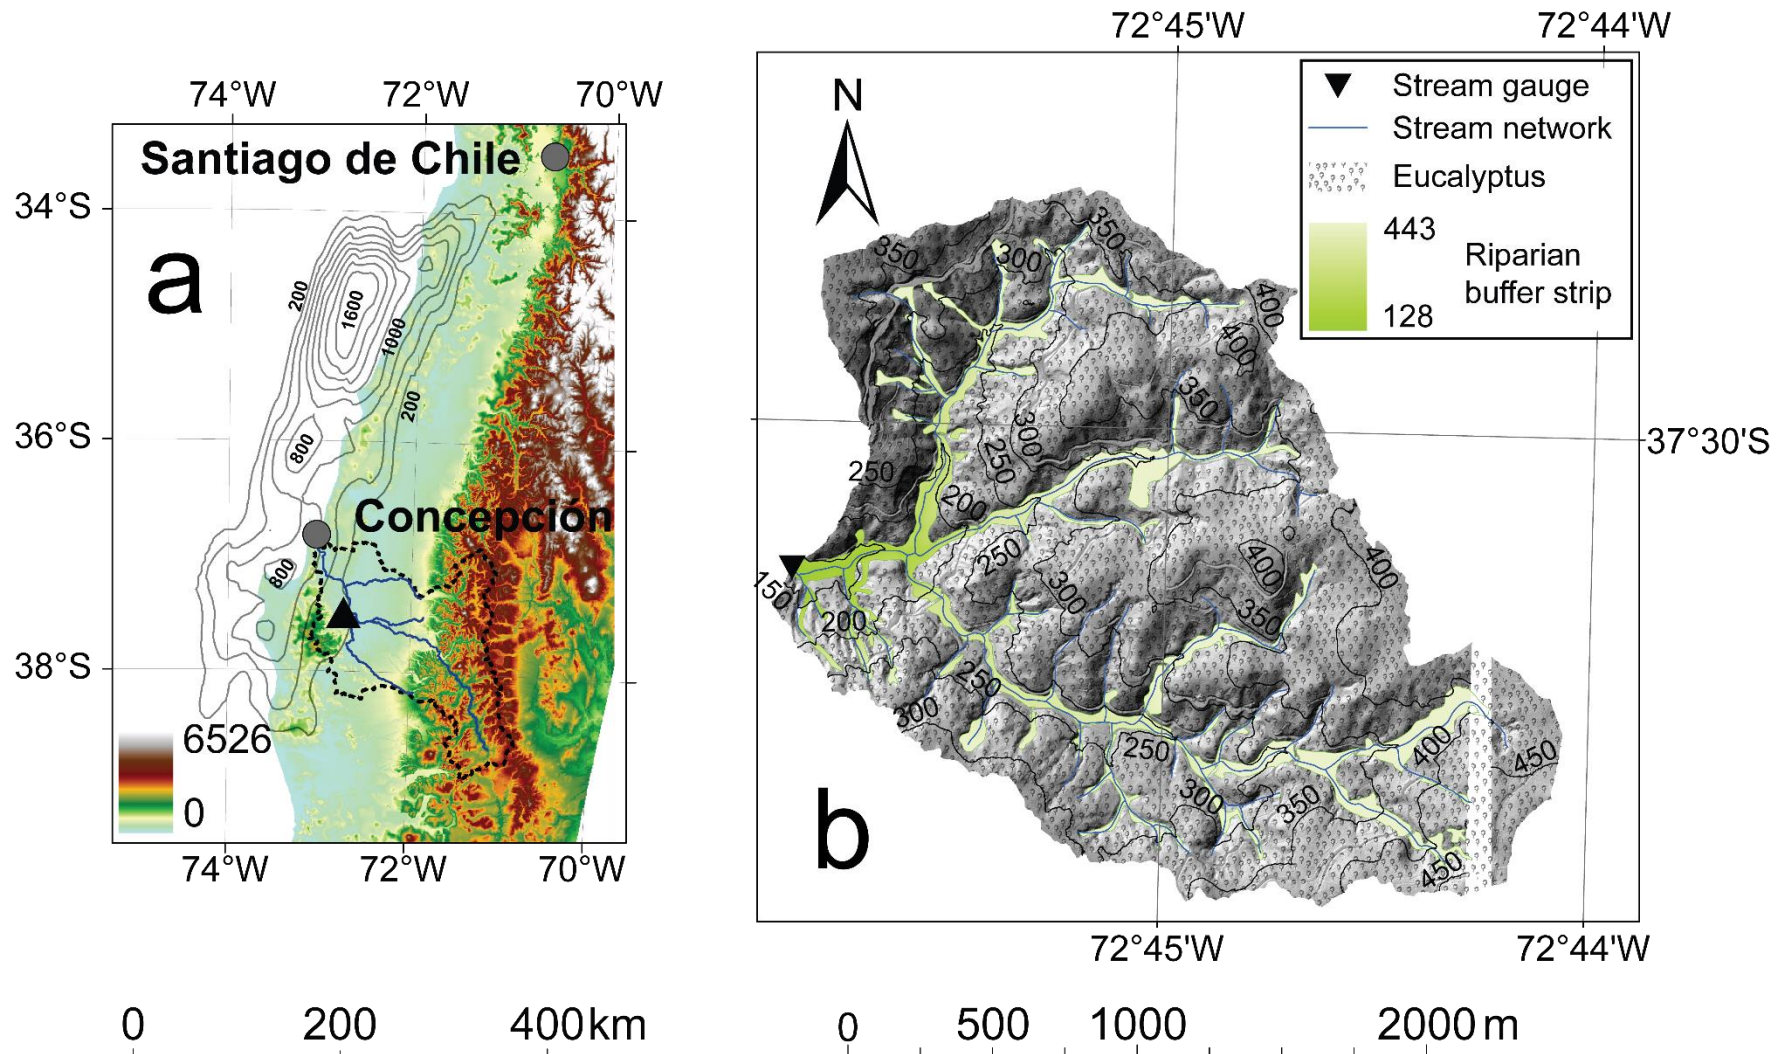 74°W 72°W 70°W
Santiago de Chile
34°S
a
200
1600
1000
200
36°S
800
Concepción
800
38°S
6526
0
74°W 72°W 70°W
0 200 400 km
72°45'W 72°44'W
N
Stream gauge
Stream network
Eucalyptus
443
Riparian
buffer strip
128
350
300
350
400
400
350
300
250
250
200
37°30'S
250
400
400
150
300
200
350
250
300
250
400
450
300
350
450
b
72°45'W 72°44'W
0 500 1000 2000 m